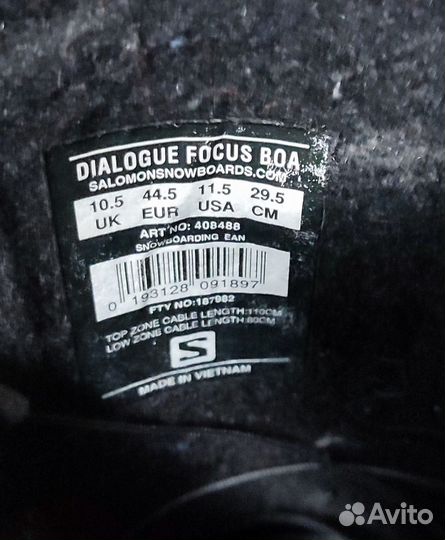 DIALOGUE FOCUS BOA
SALOMONSNOWBOARDS.COM
10.5 44.5 11.5 29.5
UK EUR USA CM
ART NO: 408488
SNOWBOARDING EAN
0 193128 091897
FTY NO:187982
TOP ZONE CABLE LENGTH:110CM
LOW ZONE CABLE LENGTH:80CM
S
MADE IN VIETNAM
Avito